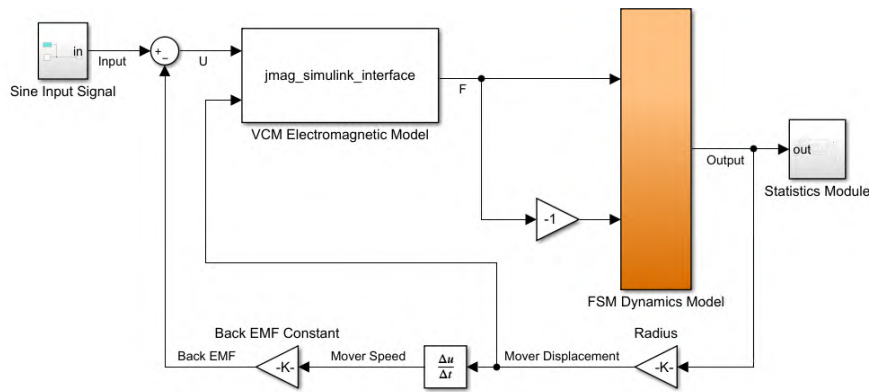 in
Input
Sine Input Signal
+
−
U
jmag_simulink_interface
VCM Electromagnetic Model
F
-1
FSM Dynamics Model
Output
out
Statistics Module
Radius
-K-
Mover Displacement
Δu
Δt
Mover Speed
Back EMF Constant
-K-
Back EMF